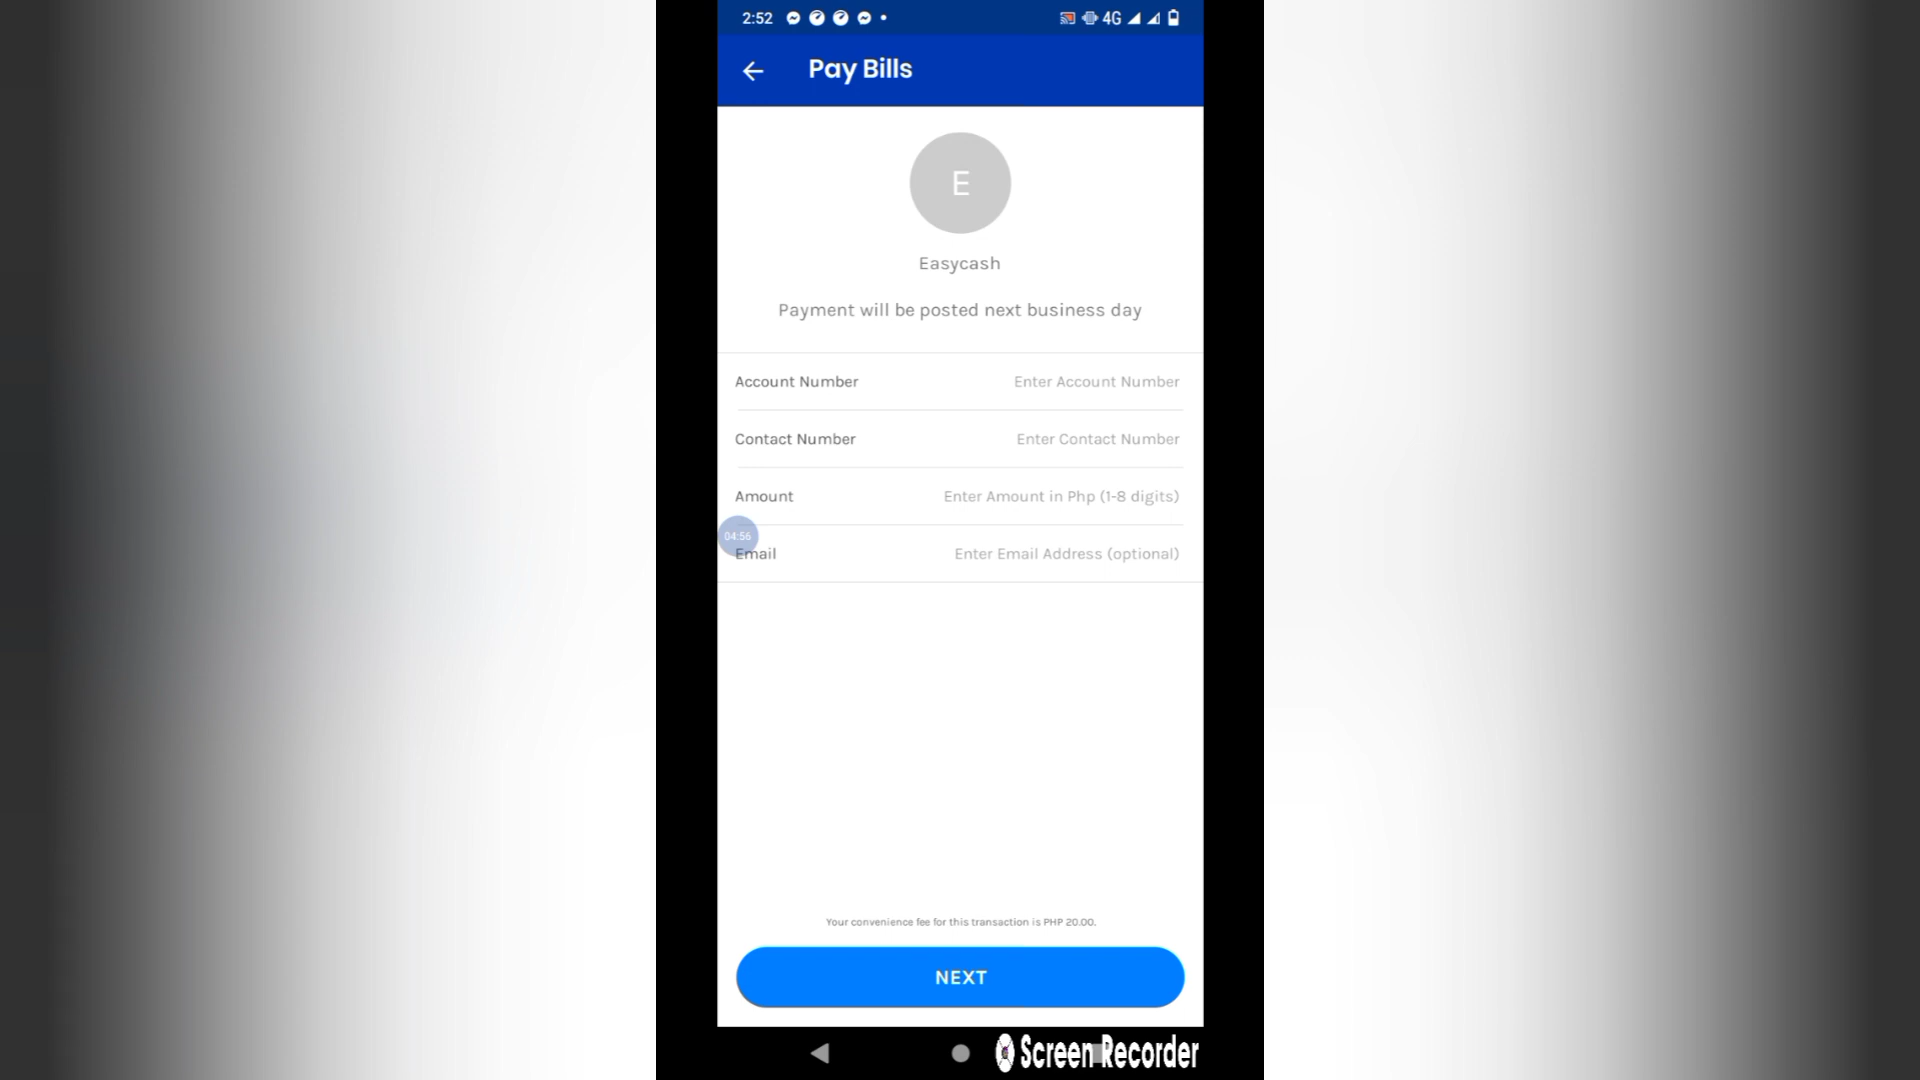 2:52
4G
Pay Bills
E
Easycash
Payment will be posted next business day
Account Number Enter Account Number
Contact Number Enter Contact Number
Amount Enter Amount in Php (1-8 digits)
04:56
Email Enter Email Address (optional)
Your convenience fee for this transaction is PHP 20.00.
NEXT
Screen Recorder